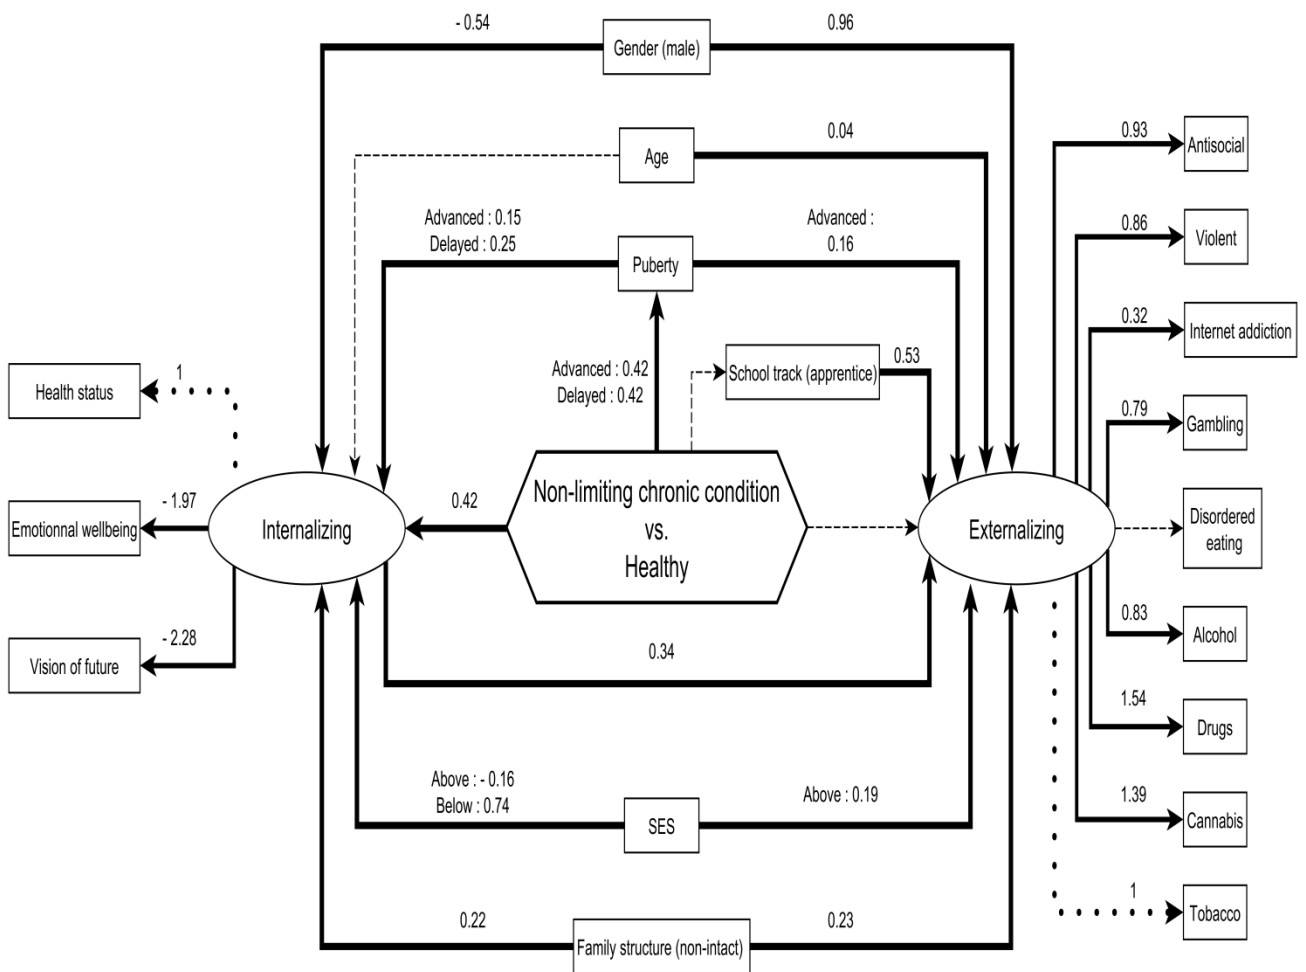 - 0.54
Gender (male)
0.96
Age
0.04
Advanced : 0.15
Delayed : 0.25
Puberty
Advanced :
0.16
Advanced : 0.42
Delayed : 0.42
School track (apprentice)
0.53
Health status
1
Emotionnal wellbeing
- 1.97
Vision of future
- 2.28
Internalizing
0.42
Non-limiting chronic condition
vs.
Healthy
Externalizing
0.34
Above : - 0.16
Below : 0.74
SES
Above : 0.19
0.22
Family structure (non-intact)
0.23
0.93
Antisocial
0.86
Violent
0.32
Internet addiction
0.79
Gambling
Disordered
eating
0.83
Alcohol
1.54
Drugs
1.39
Cannabis
1
Tobacco